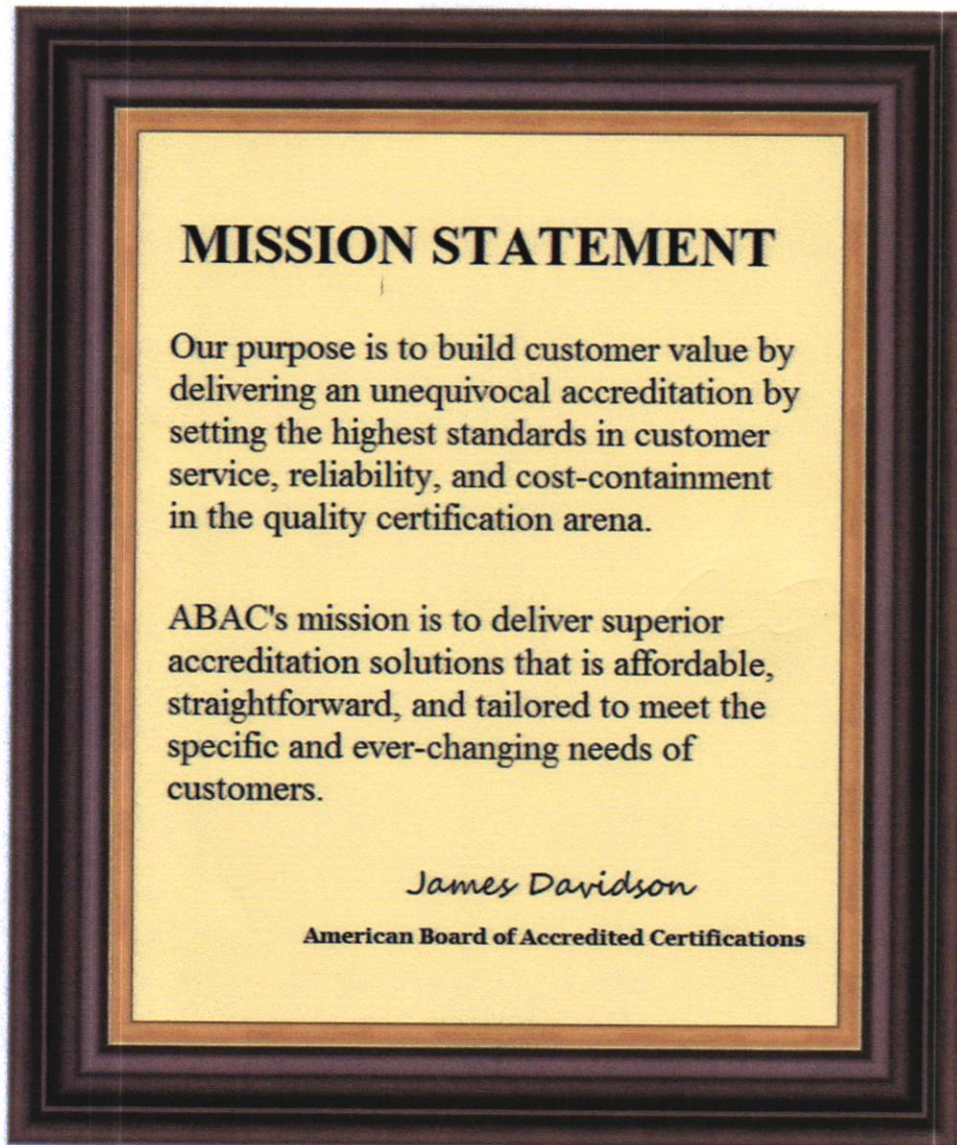 MISSION STATEMENT
Our purpose is to build customer value by
delivering an unequivocal accreditation by
setting the highest standards in customer
service, reliability, and cost-containment
in the quality certification arena.
ABAC's mission is to deliver superior
accreditation solutions that is affordable,
straightforward, and tailored to meet the
specific and ever-changing needs of
customers.
James Davidson
American Board of Accredited Certifications